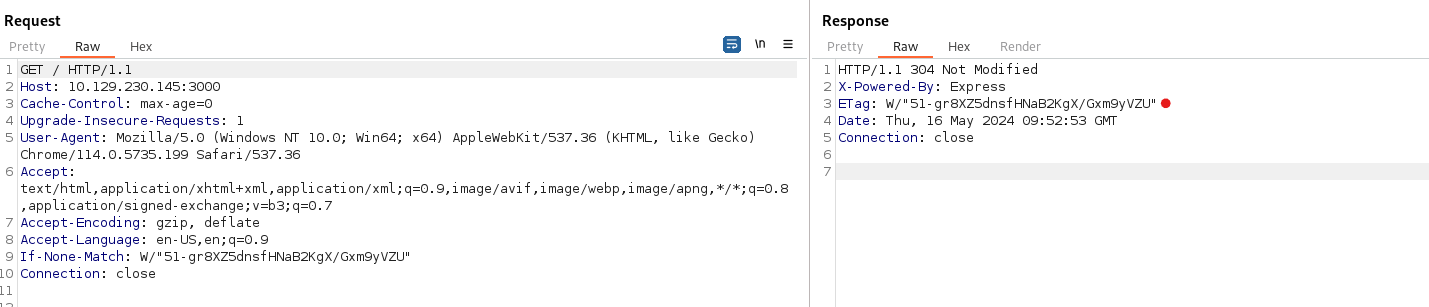 Request
Pretty Raw Hex
\n
1 GET / HTTP/1.1
2 Host: 10.129.230.145:3000
3 Cache-Control: max-age=0
4 Upgrade-Insecure-Requests: 1
5 User-Agent: Mozilla/5.0 (Windows NT 10.0; Win64; x64) AppleWebKit/537.36 (KHTML, like Gecko)
Chrome/114.0.5735.199 Safari/537.36
6 Accept:
text/html,application/xhtml+xml,application/xml;q=0.9,image/avif,image/webp,image/apng,*/*;q=0.8
,application/signed-exchange;v=b3;q=0.7
7 Accept-Encoding: gzip, deflate
8 Accept-Language: en-US,en;q=0.9
9 If-None-Match: W/"51-gr8XZ5dnsfHNaB2KgX/Gxm9yVZU"
10 Connection: close
11
12
Response
Pretty Raw Hex Render
1 HTTP/1.1 304 Not Modified
2 X-Powered-By: Express
3 ETag: W/"51-gr8XZ5dnsfHNaB2KgX/Gxm9yVZU"
4 Date: Thu, 16 May 2024 09:52:53 GMT
5 Connection: close
6
7